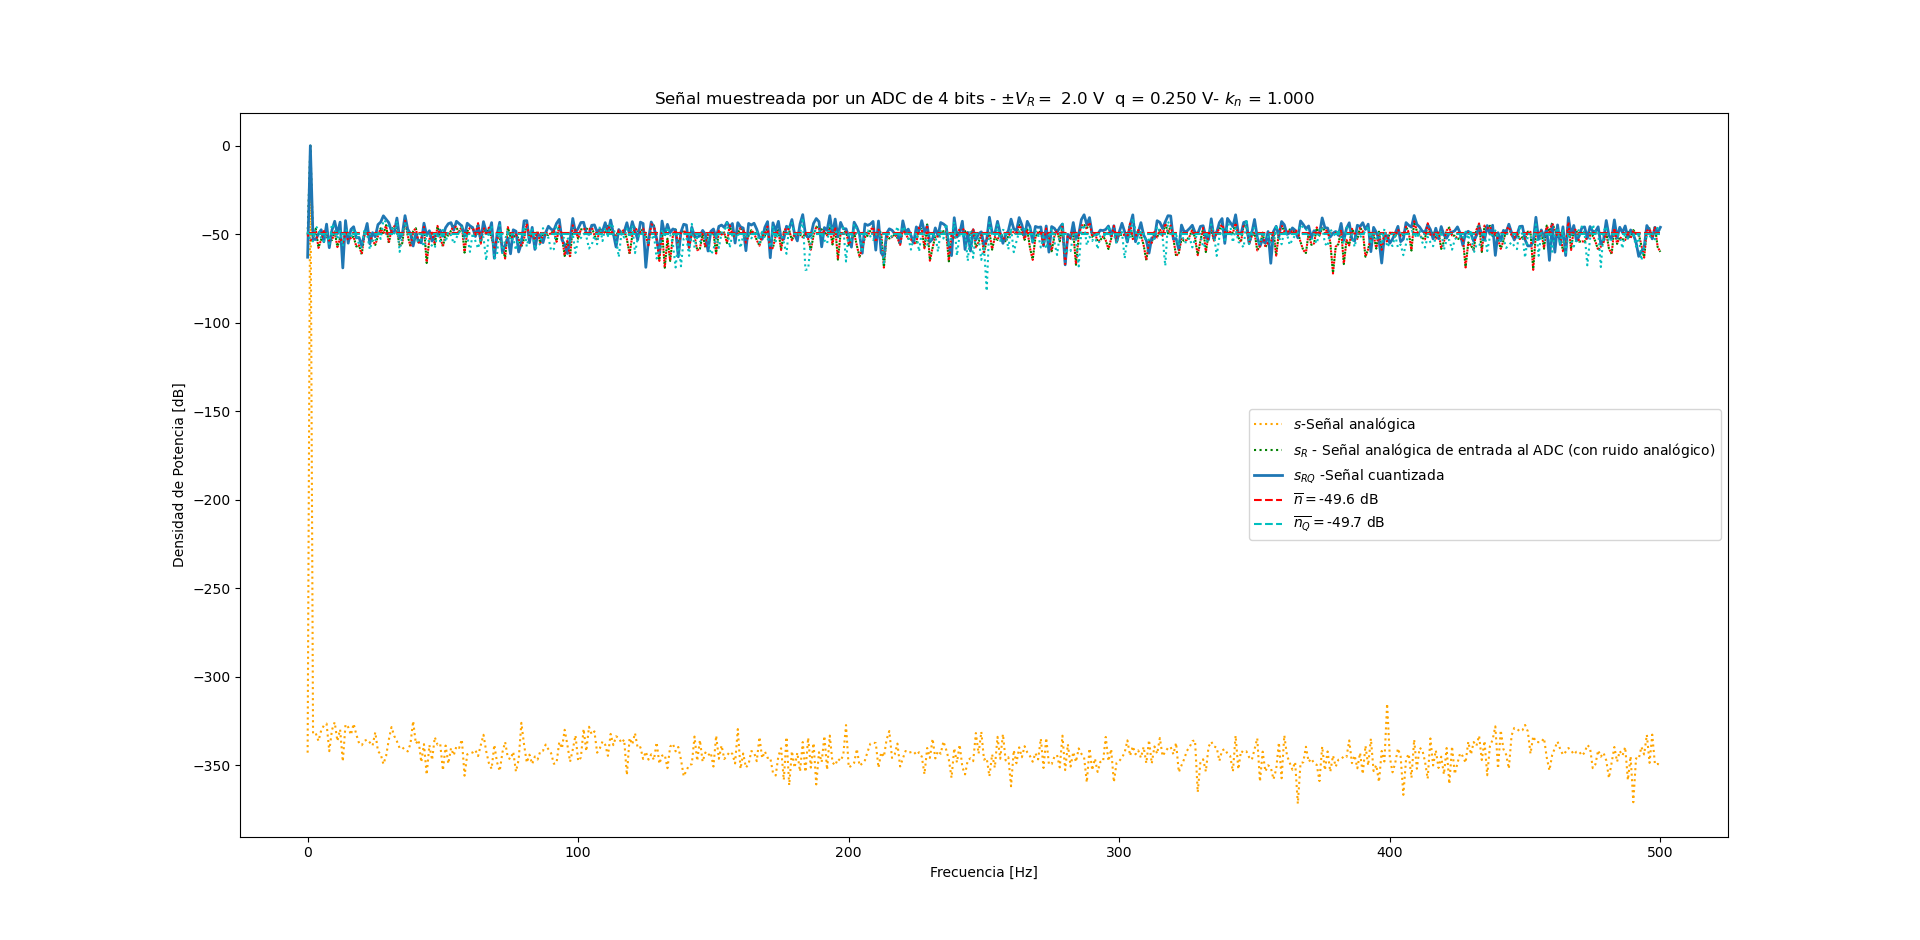 Señal muestreada por un ADC de 4 bits - ±V_R = 2.0 V q = 0.250 V- k_n = 1.000
Densidad de Potencia [dB]
0
−50
−100
−150
−200
−250
−300
−350
s-Señal analógica
s_R - Señal analógica de entrada al ADC (con ruido analógico)
s_RQ -Señal cuantizada
n̅ = -49.6 dB
n̅_Q̅ = -49.7 dB
0 100 200 300 400 500
Frecuencia [Hz]